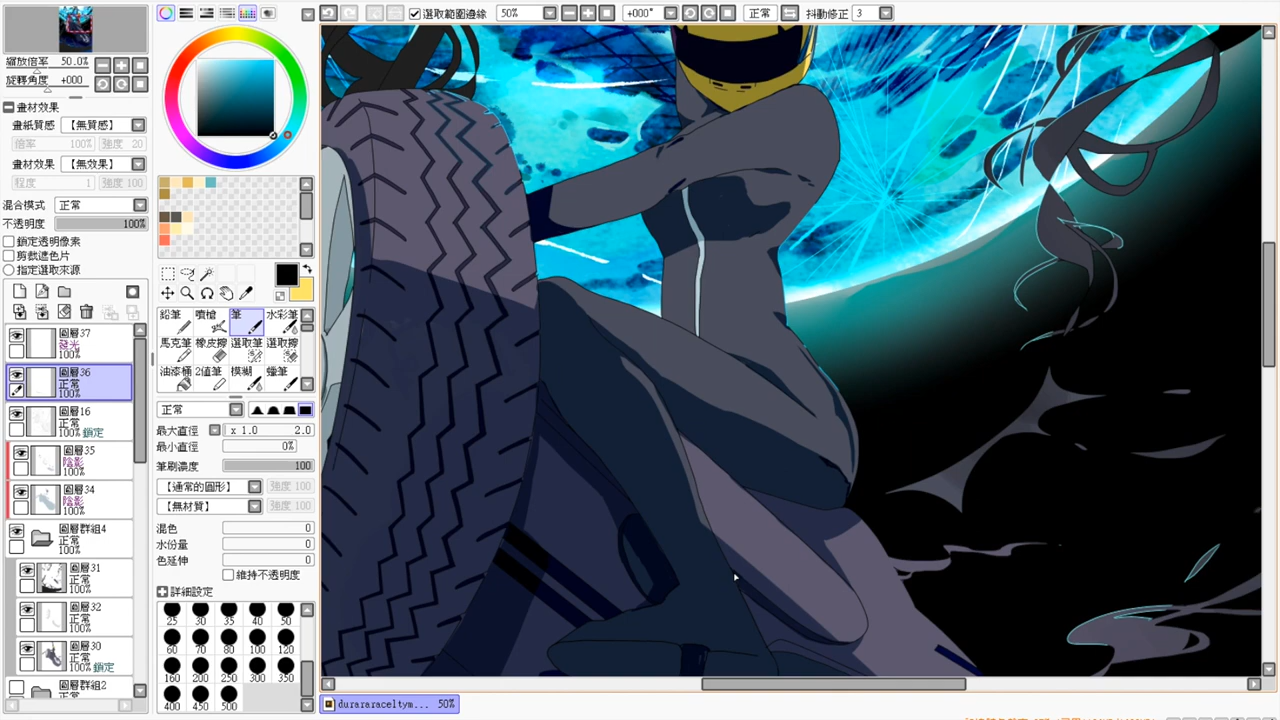 選取範圍邊緣 50% +000° 正常 抖動修正 3
縮放倍率 50.0%
旋轉角度 +000
畫材效果
畫紙質感 【無質感】
倍率 100% 強度 20
畫材效果 【無效果】
程度 1 強度 100
混合模式 正常
不透明度 100%
鎖定透明像素
剪裁遮色片
指定選取來源
圖層37
發光
100%
圖層36
正常
100%
圖層16
正常
100% 鎖定
圖層35
陰影
100%
圖層34
陰影
100%
圖層群組4
正常
100%
圖層31
正常
100%
圖層32
正常
100%
圖層30
正常
100% 鎖定
圖層群組2
正常
鉛筆 噴槍 筆 水彩筆
馬克筆 橡皮擦 選取筆 選取擦
油漆桶 2值筆 模糊 蠟筆
正常
最大直徑 x 1.0 2.0
最小直徑 0%
筆刷濃度 100
【通常的圓形】 強度 100
【無材質】 強度 100
混色 0
水份量 0
色延伸 0
維持不透明度
詳細設定
25 30 35 40 50
60 70 80 100 120
160 200 250 300 350
400 450 500
durararaceltym... 50%